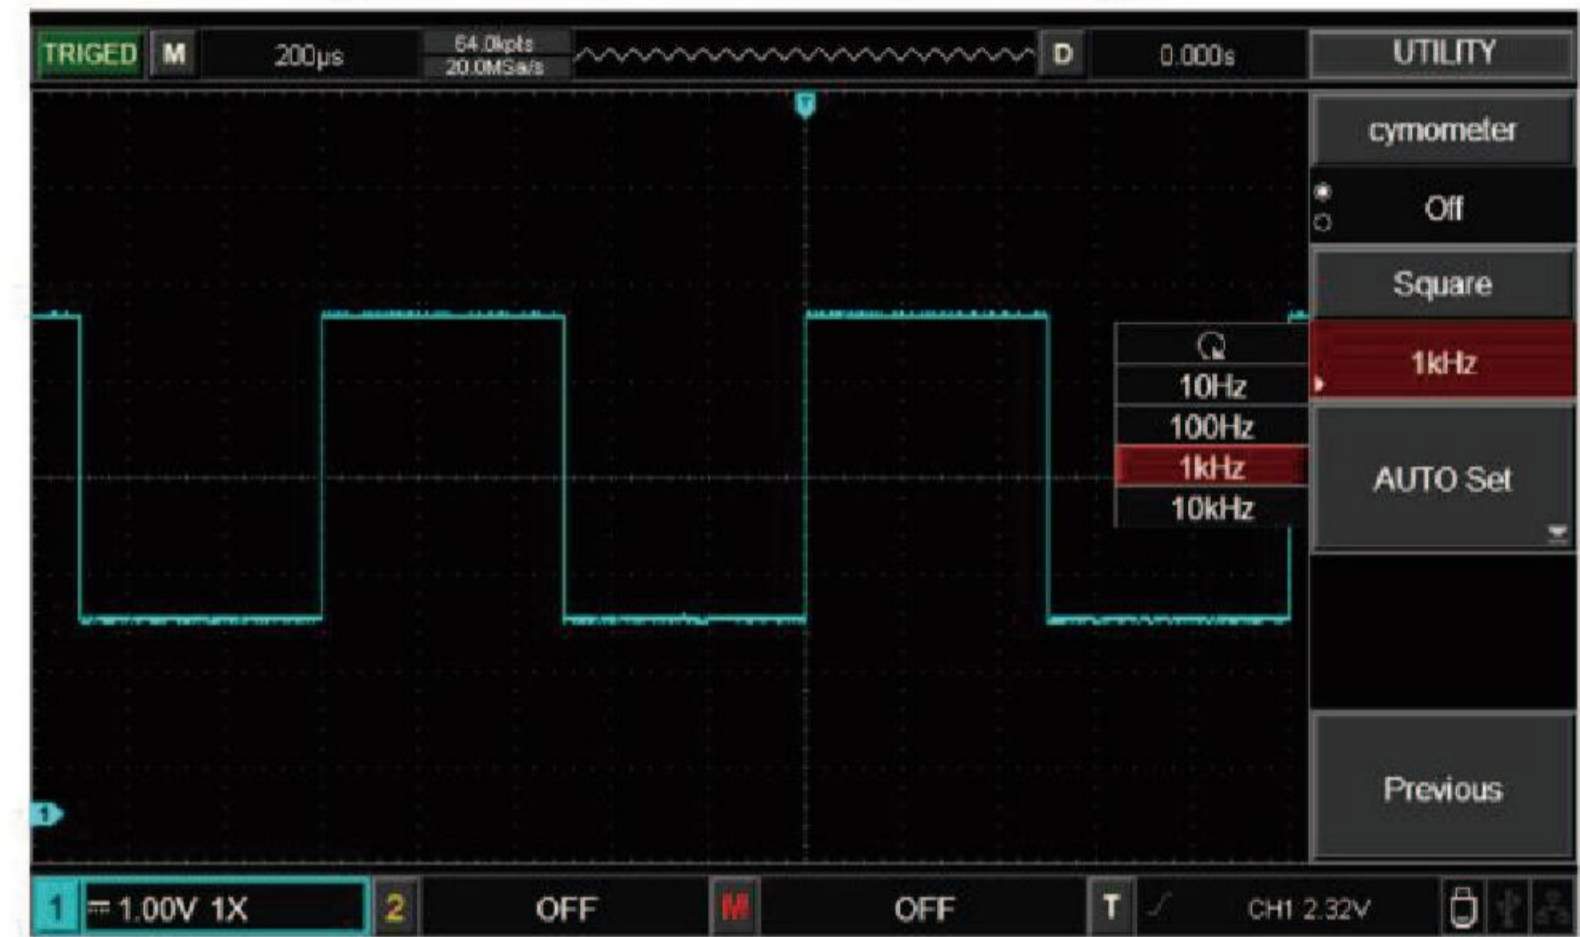 TRIGED M 200μs 64.0kpts D 0.000s UTILITY
20.0MSa/s
T
cymometer
Off
Square
1kHz
10Hz
100Hz
1kHz
10kHz
AUTO Set
Previous
1
1 1.00V 1X 2 OFF M OFF T CH1 2.32V